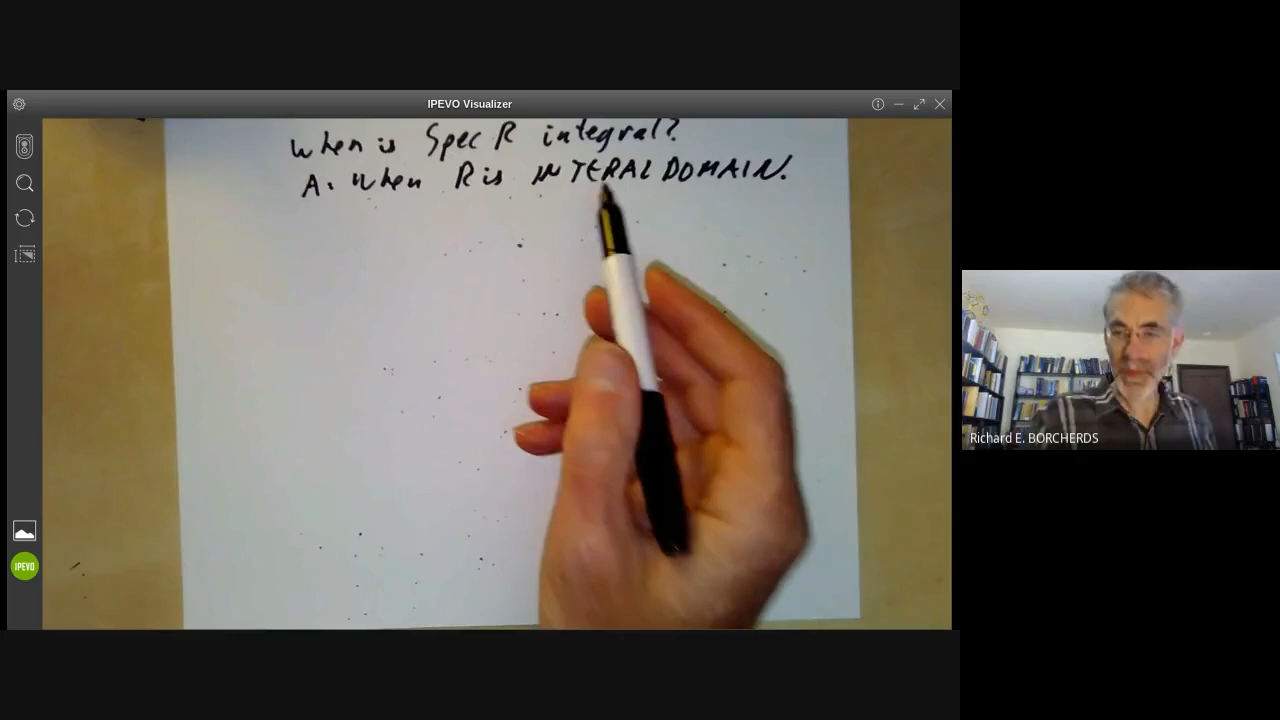 IPEVO Visualizer
When is Spec R integral?
A: When R is INTERAL DOMAIN.
IPEVO
Richard E. BORCHERDS